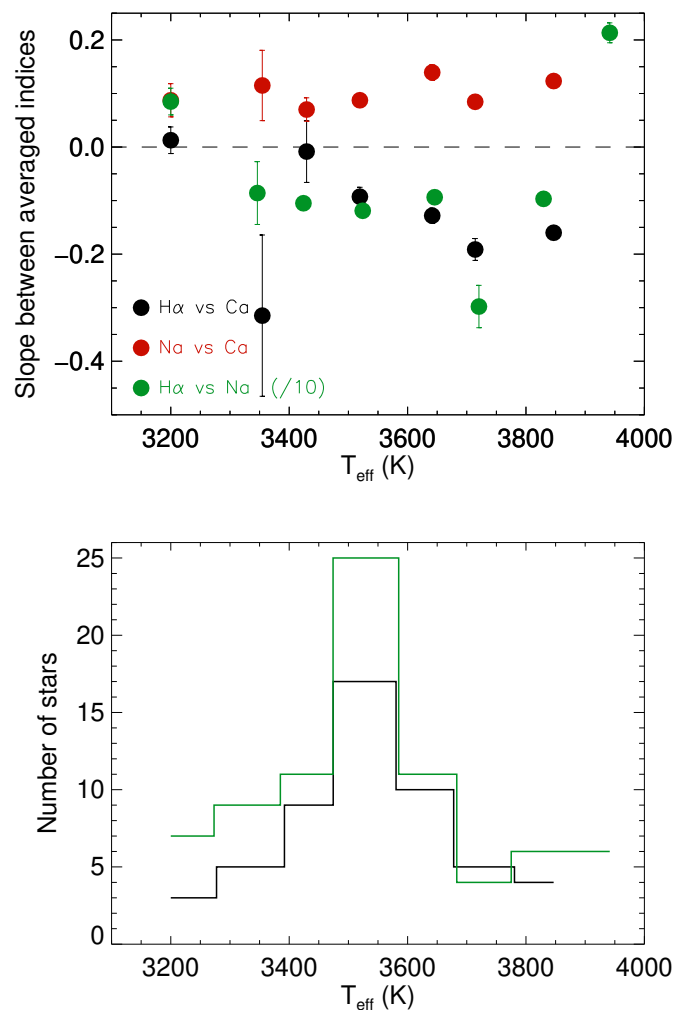 0.2
0.0
−0.2
−0.4
Slope between averaged indices
Hα vs Ca
Na vs Ca
Hα vs Na (/10)
3200 3400 3600 3800 4000
T_eff (K)
25
20
15
10
5
0
Number of stars
3200 3400 3600 3800 4000
T_eff (K)